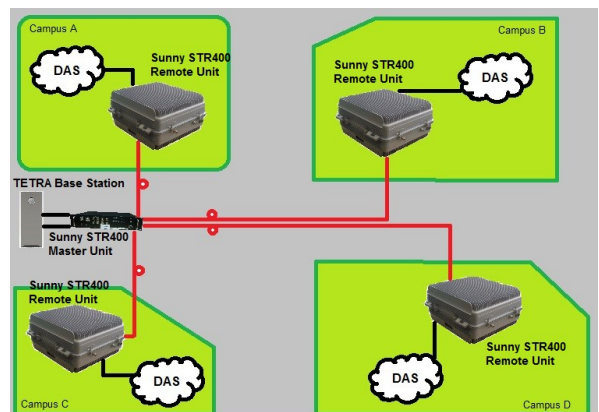 Campus A
Sunny STR400
Remote Unit
DAS
Campus B
Sunny STR400
Remote Unit
DAS
TETRA Base Station
Sunny STR400
Master Unit
Sunny STR400
Remote Unit
DAS
Campus C
Sunny STR400
Remote Unit
DAS
Campus D